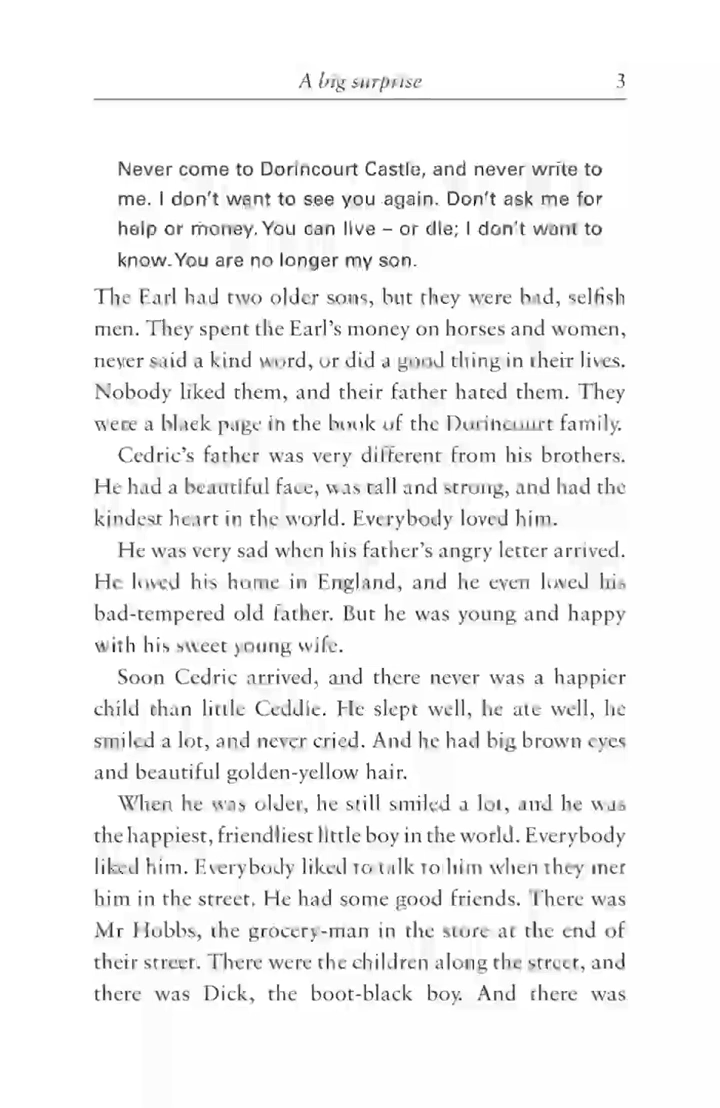 A big surprise 3
Never come to Dorincourt Castle, and never write to
me. I don't want to see you again. Don't ask me for
help or money. You can live – or die; I don't want to
know. You are no longer my son.
The Earl had two older sons, but they were bad, selfish
men. They spent the Earl's money on horses and women,
never said a kind word, or did a good thing in their lives.
Nobody liked them, and their father hated them. They
were a black page in the book of the Dorincourt family.
Cedric's father was very different from his brothers.
He had a beautiful face, was tall and strong, and had the
kindest heart in the world. Everybody loved him.
He was very sad when his father's angry letter arrived.
He loved his home in England, and he even loved his
bad-tempered old father. But he was young and happy
with his sweet young wife.
Soon Cedric arrived, and there never was a happier
child than little Ceddie. He slept well, he ate well, he
smiled a lot, and never cried. And he had big brown eyes
and beautiful golden-yellow hair.
When he was older, he still smiled a lot, and he was
the happiest, friendliest little boy in the world. Everybody
liked him. Everybody liked to talk to him when they met
him in the street. He had some good friends. There was
Mr Hobbs, the grocery-man in the store at the end of
their street. There were the children along the street, and
there was Dick, the boot-black boy. And there was